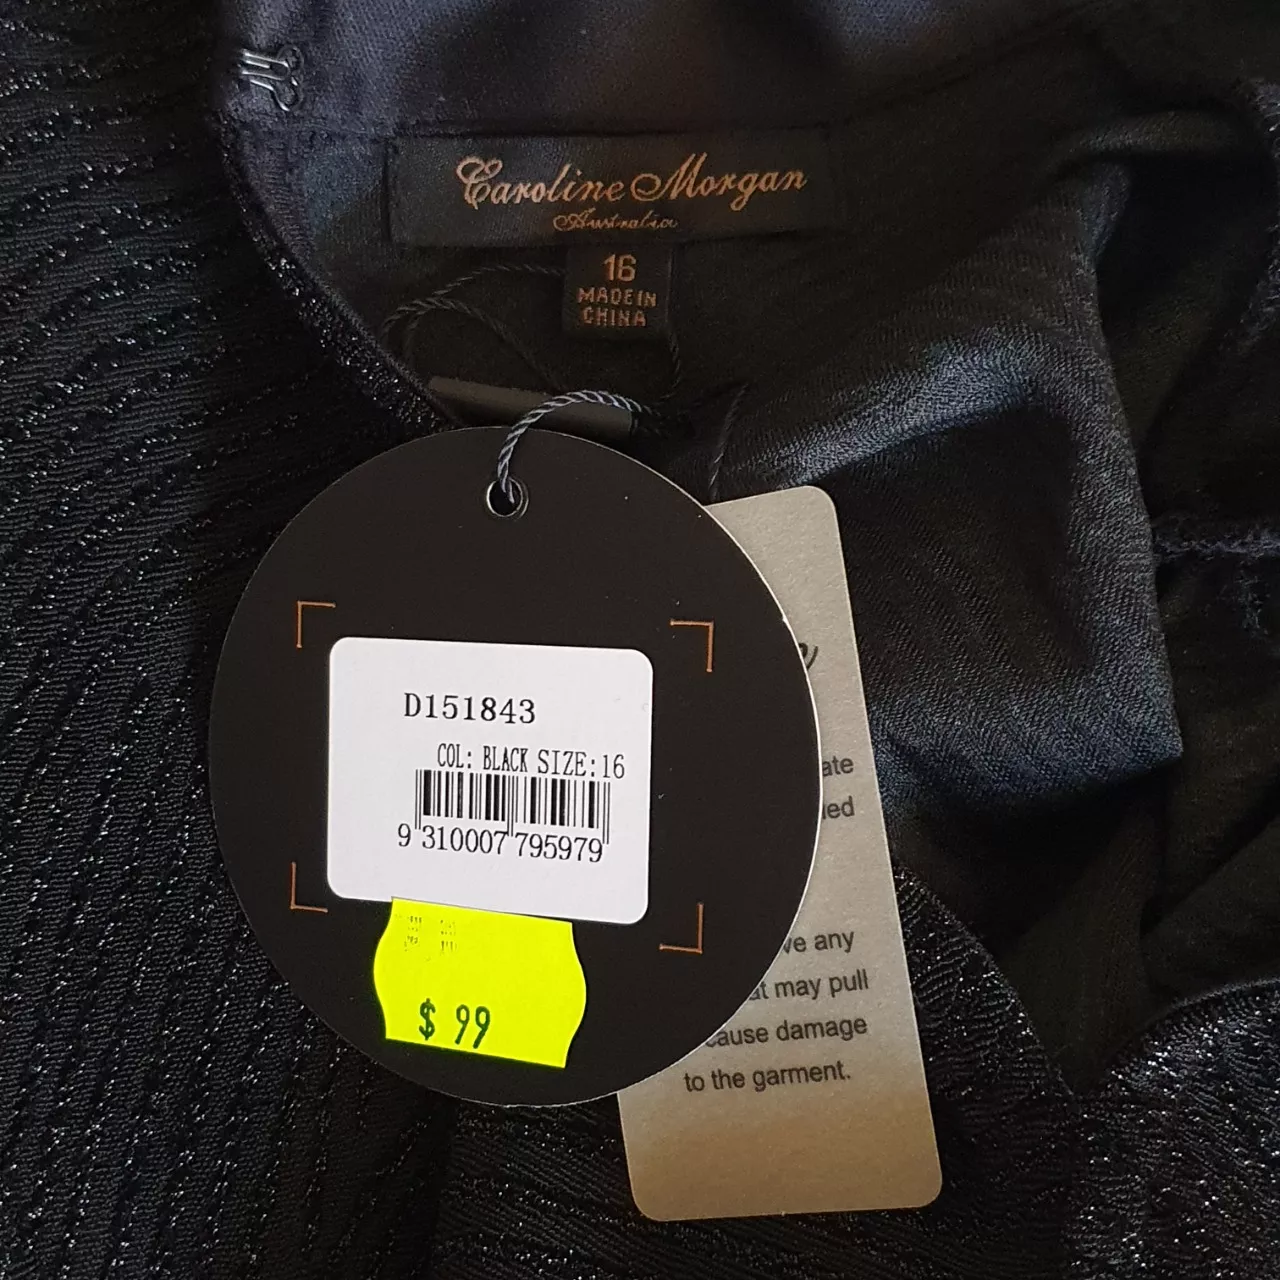 Caroline Morgan
Australia
16
MADE IN
CHINA
D151843
COL: BLACK SIZE:16
9 310007 795979
$ 99
ate
ve any
at may pull
cause damage
to the garment.